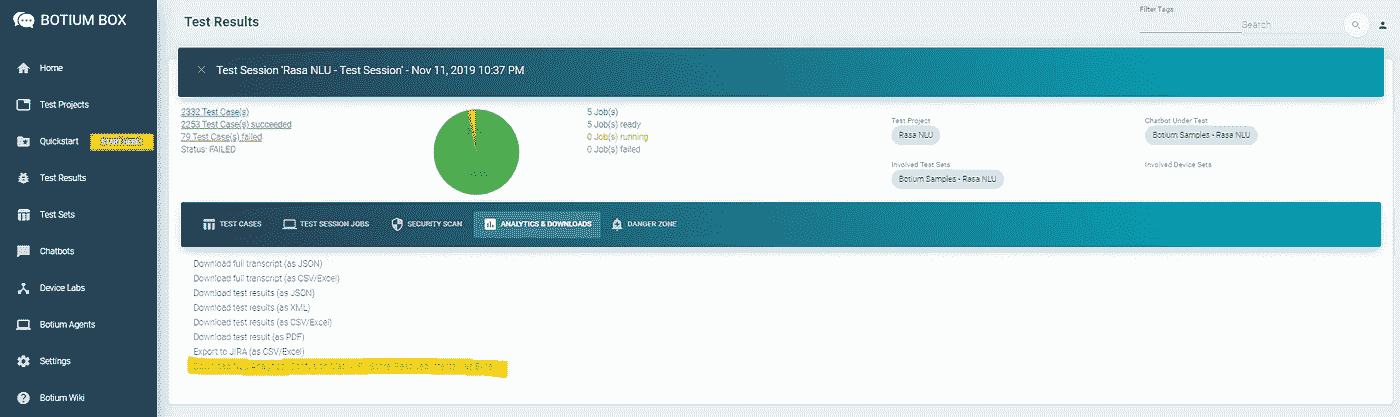 BOTIUM BOX
Home
Test Projects
Quickstart
START HERE!
Test Results
Test Sets
Chatbots
Device Labs
Botium Agents
Settings
Botium Wiki
Test Results
Filter Tags
Search
Test Session 'Rasa NLU - Test Session' - Nov 11, 2019 10:37 PM
2332 Test Case(s)
2253 Test Case(s) succeeded
79 Test Case(s) failed
Status: FAILED
5 Job(s)
5 Job(s) ready
0 Job(s) running
0 Job(s) failed
Test Project
Rasa NLU
Chatbot Under Test
Botium Samples - Rasa NLU
Involved Test Sets
Botium Samples - Rasa NLU
Involved Device Sets
TEST CASES
TEST SESSION JOBS
SECURITY SCAN
ANALYTICS & DOWNLOADS
DANGER ZONE
Download full transcript (as JSON)
Download full transcript (as CSV/Excel)
Download test results (as JSON)
Download test results (as XML)
Download test results (as CSV/Excel)
Download test result (as PDF)
Export to JIRA (as CSV/Excel)